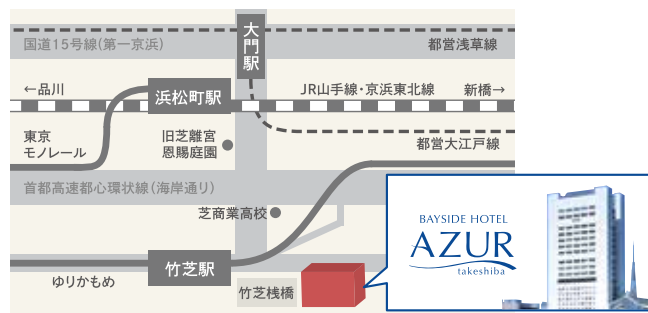 大門駅
国道15号線(第一京浜)
都営浅草線
←品川
浜松町駅
JR山手線・京浜東北線
新橋→
東京
モノレール
旧芝離宮
恩賜庭園
都営大江戸線
首都高速都心環状線(海岸通り)
芝商業高校
BAYSIDE HOTEL
AZUR
takeshiba
竹芝駅
ゆりかもめ
竹芝桟橋